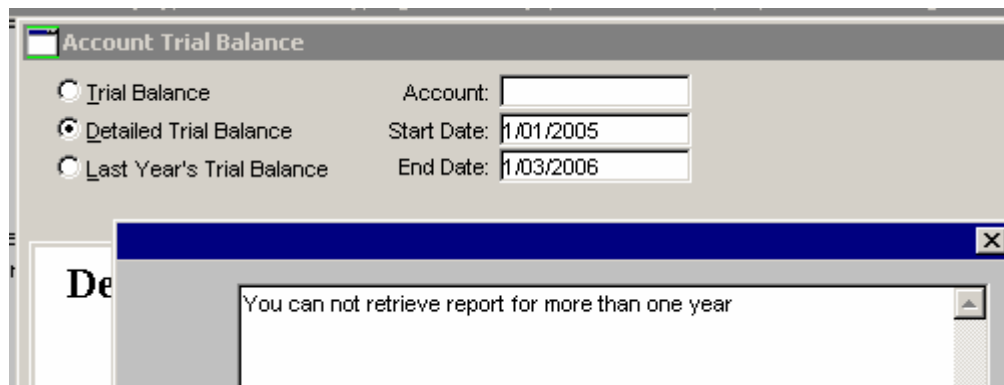 Account Trial Balance
Trial Balance
Account:
Detailed Trial Balance
Start Date: 1/01/2005
Last Year's Trial Balance
End Date: 1/03/2006
De
You can not retrieve report for more than one year